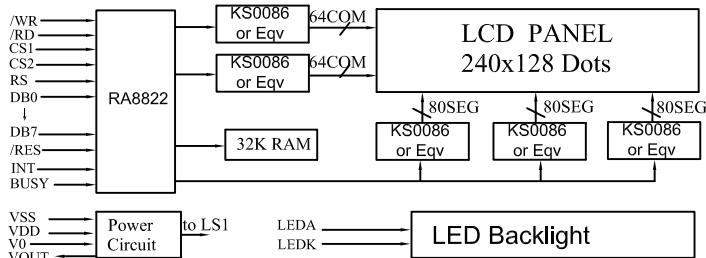 /WR
/RD
CS1
CS2
RS
DB0
DB7
/RES
INT
BUSY
RA8822
KS0086
or Eqv
64COM
KS0086
or Eqv
64COM
32K RAM
LCD PANEL
240x128 Dots
80SEG
80SEG
80SEG
KS0086
or Eqv
KS0086
or Eqv
KS0086
or Eqv
VSS
VDD
V0
VOUT
Power
Circuit
to LS1
LEDA
LEDK
LED Backlight